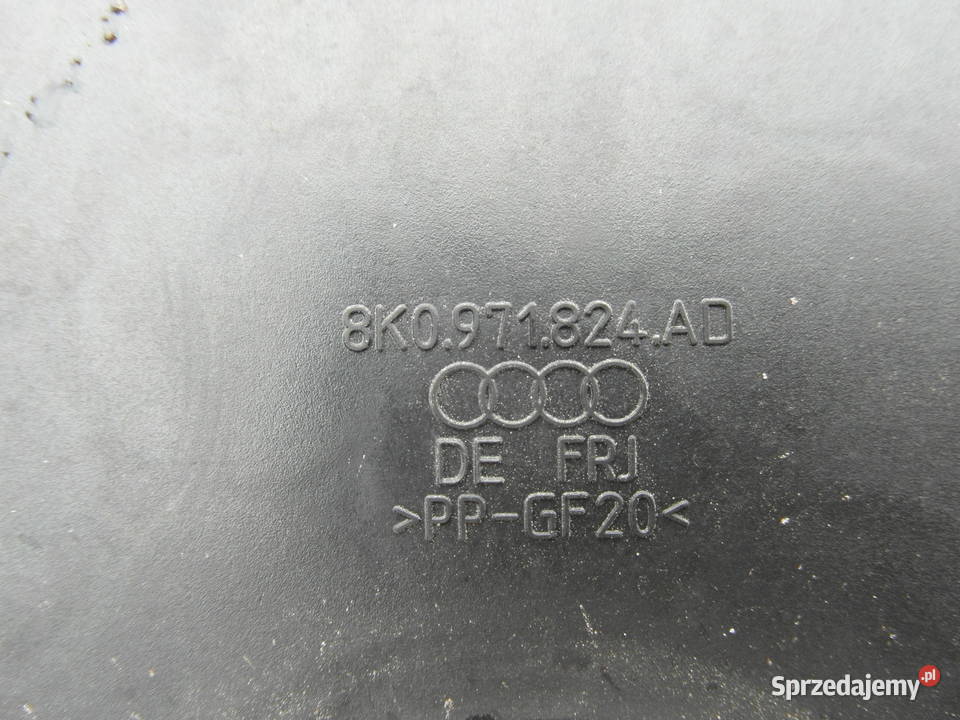 8K0.971.824.AD
DE FRJ
>PP-GF20<
Sprzedajemy.pl